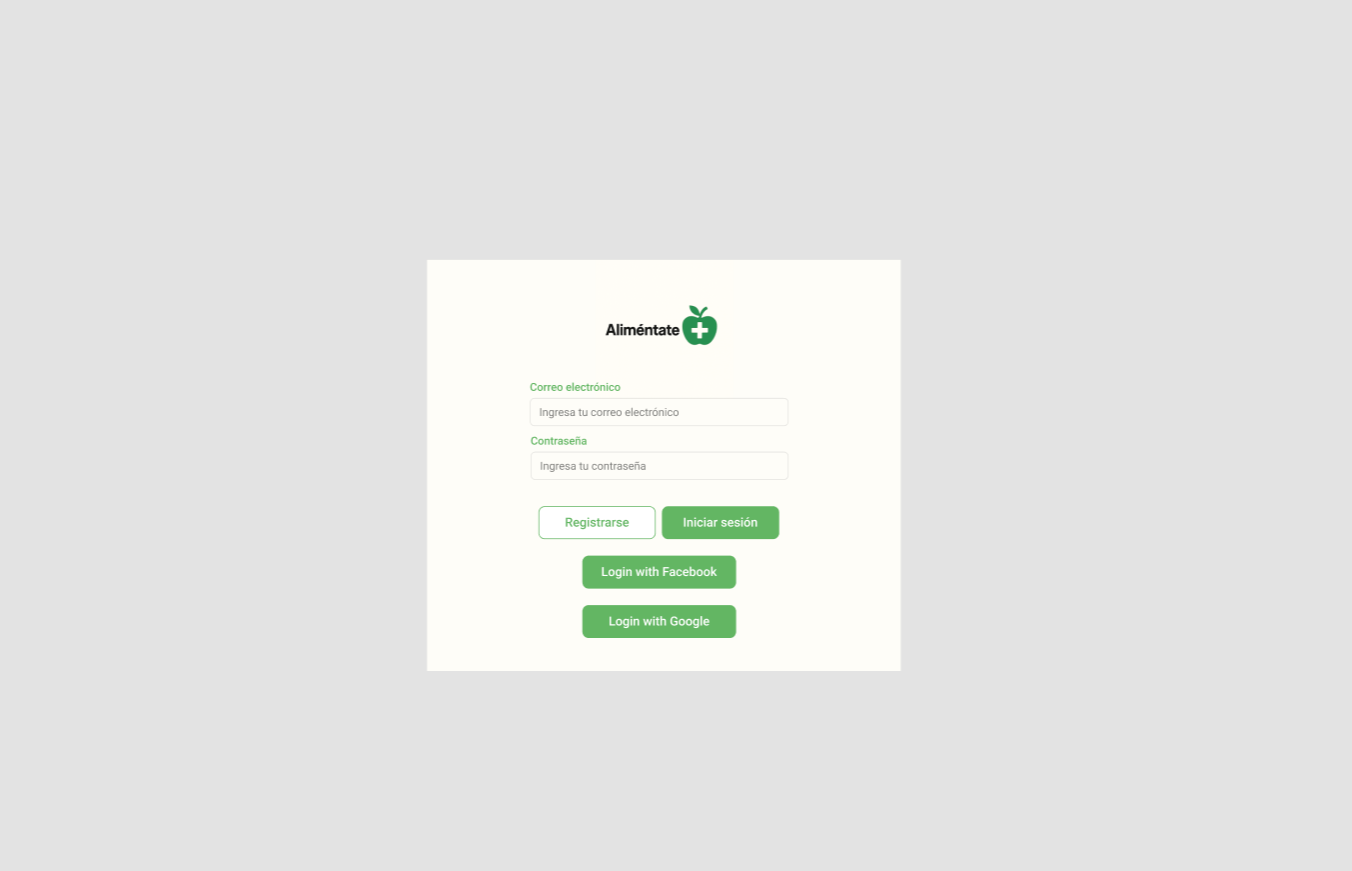 Aliméntate
Correo electrónico
Ingresa tu correo electrónico
Contraseña
Ingresa tu contraseña
Registrarse Iniciar sesión
Login with Facebook
Login with Google